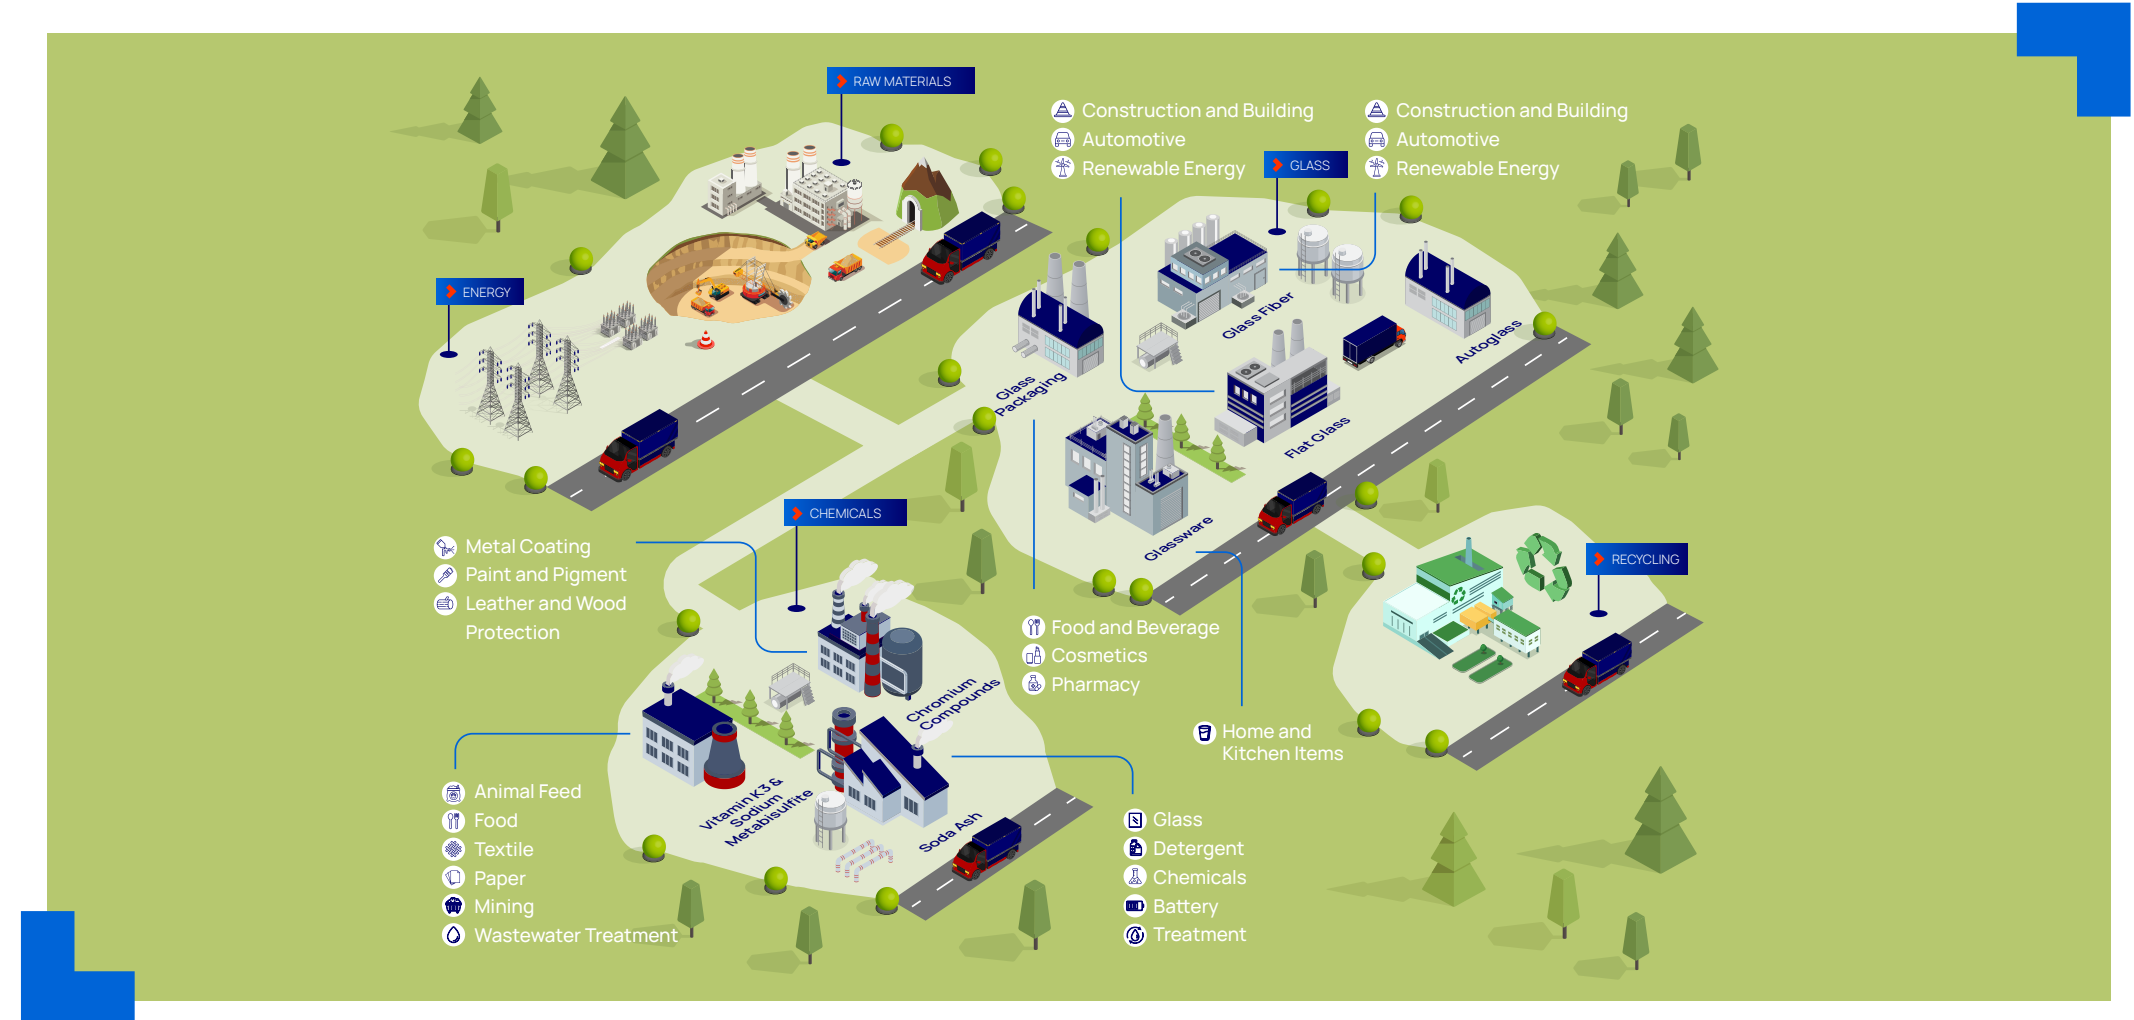 RAW MATERIALS
Construction and Building
Automotive
Renewable Energy
Construction and Building
Automotive
Renewable Energy
GLASS
ENERGY
Glass Fiber
Autoglass
Glass
Packaging
Flat Glass
Glassware
CHEMICALS
RECYCLING
Metal Coating
Paint and Pigment
Leather and Wood
Protection
Food and Beverage
Cosmetics
Pharmacy
Chromium
Compounds
Home and
Kitchen Items
Vitamin K3 &
Sodium
Metabisulfite
Soda Ash
Animal Feed
Food
Textile
Paper
Mining
Wastewater Treatment
Glass
Detergent
Chemicals
Battery
Treatment